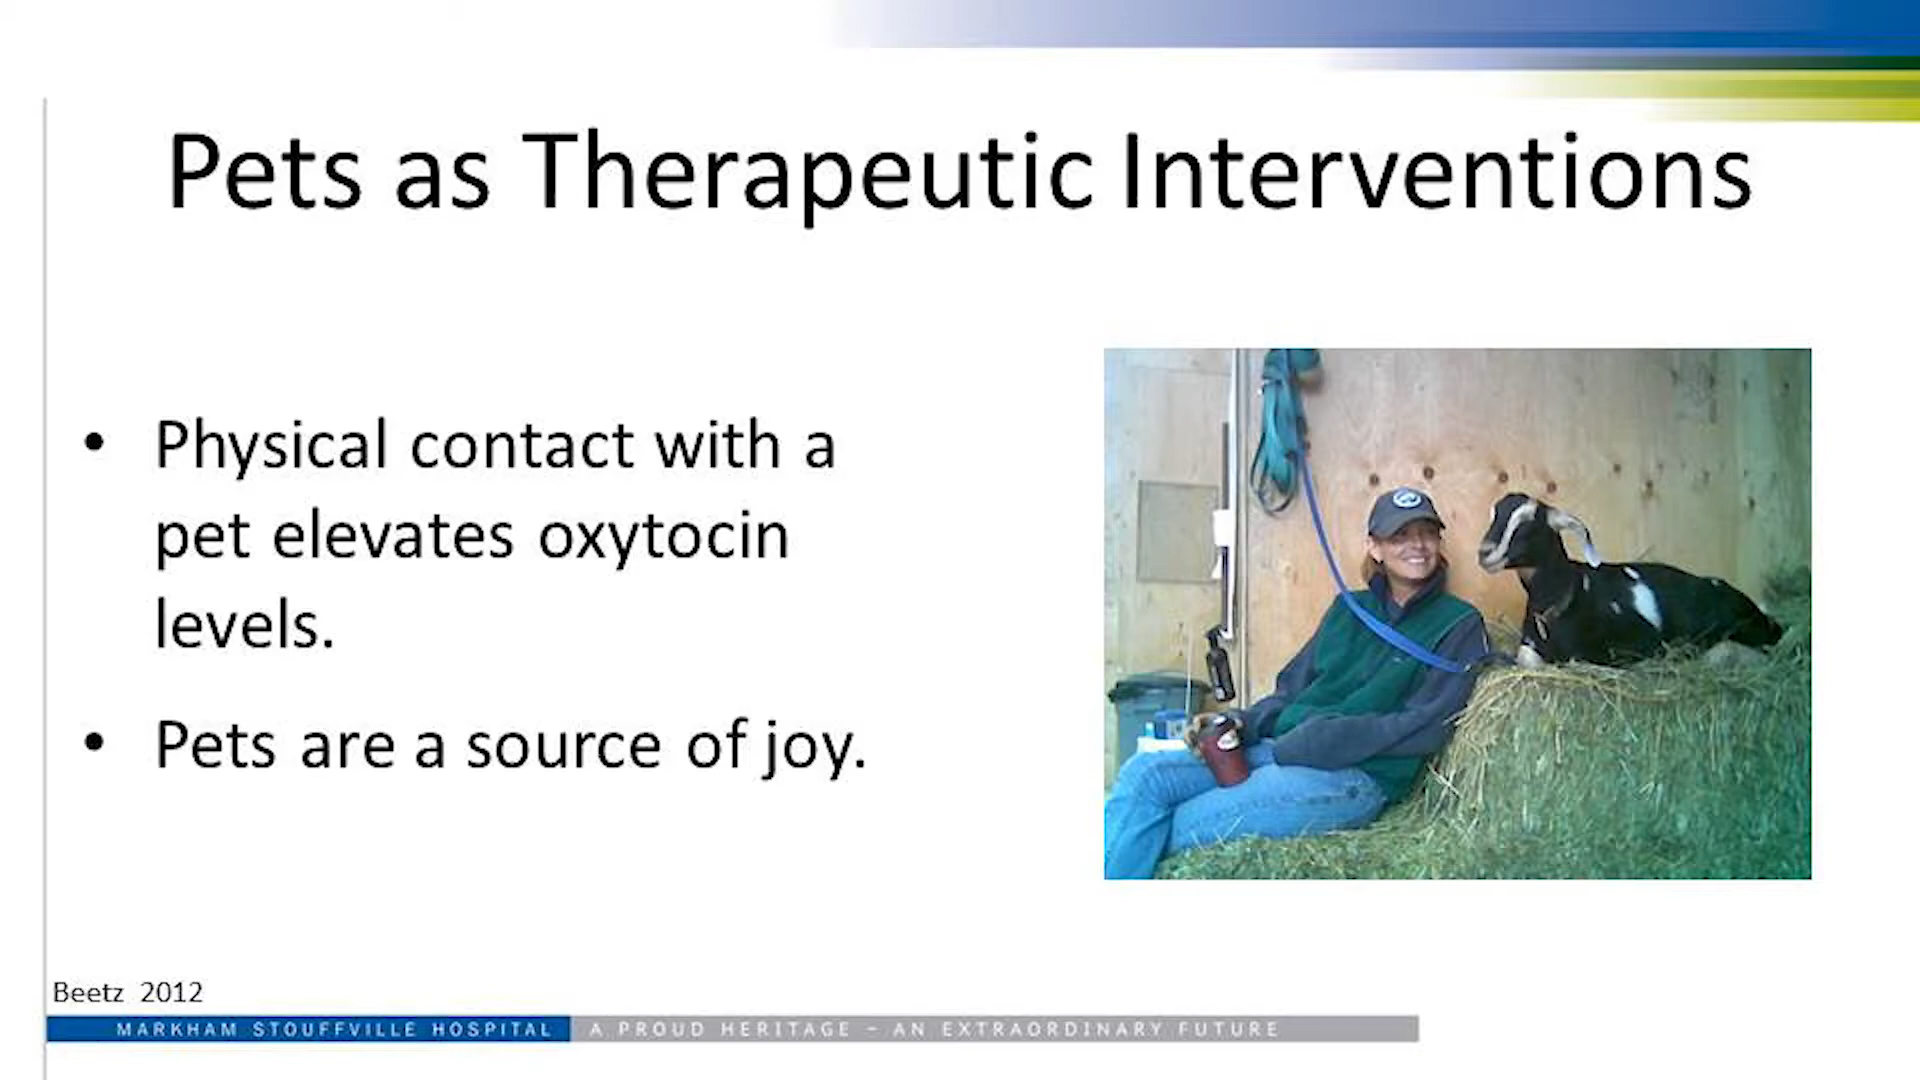 Pets as Therapeutic Interventions
• Physical contact with a
pet elevates oxytocin
levels.
• Pets are a source of joy.
Beetz 2012
MARKHAM STOUFFVILLE HOSPITAL A PROUD HERITAGE – AN EXTRAORDINARY FUTURE